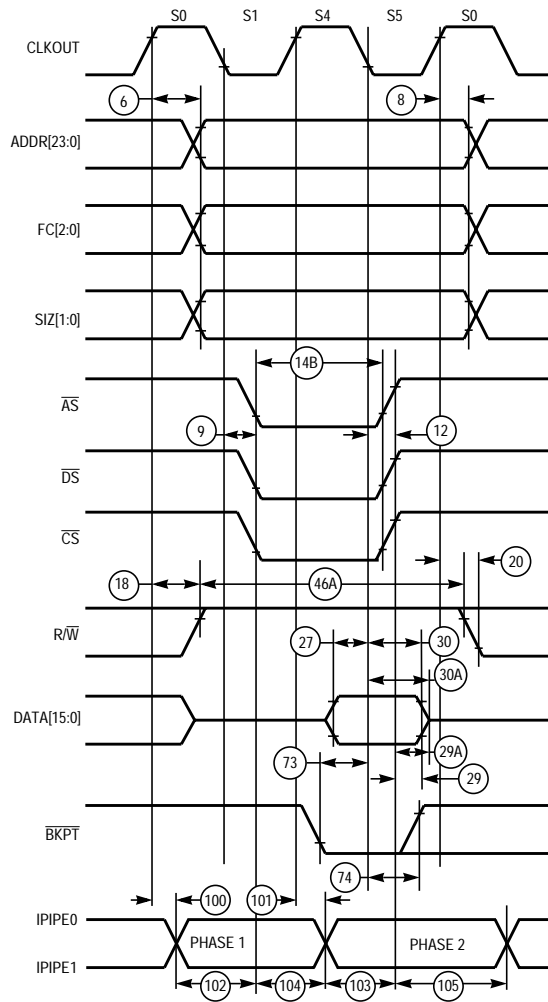 S0 S1 S4 S5 S0
CLKOUT
6 8
ADDR[23:0]
FC[2:0]
SIZ[1:0]
14B
AS
9 12
DS
CS
20
18 46A
R/W
27 30
30A
DATA[15:0]
29A
73 29
BKPT
74
100 101
IPIPE0
PHASE 1 PHASE 2
IPIPE1
102 104 103 105